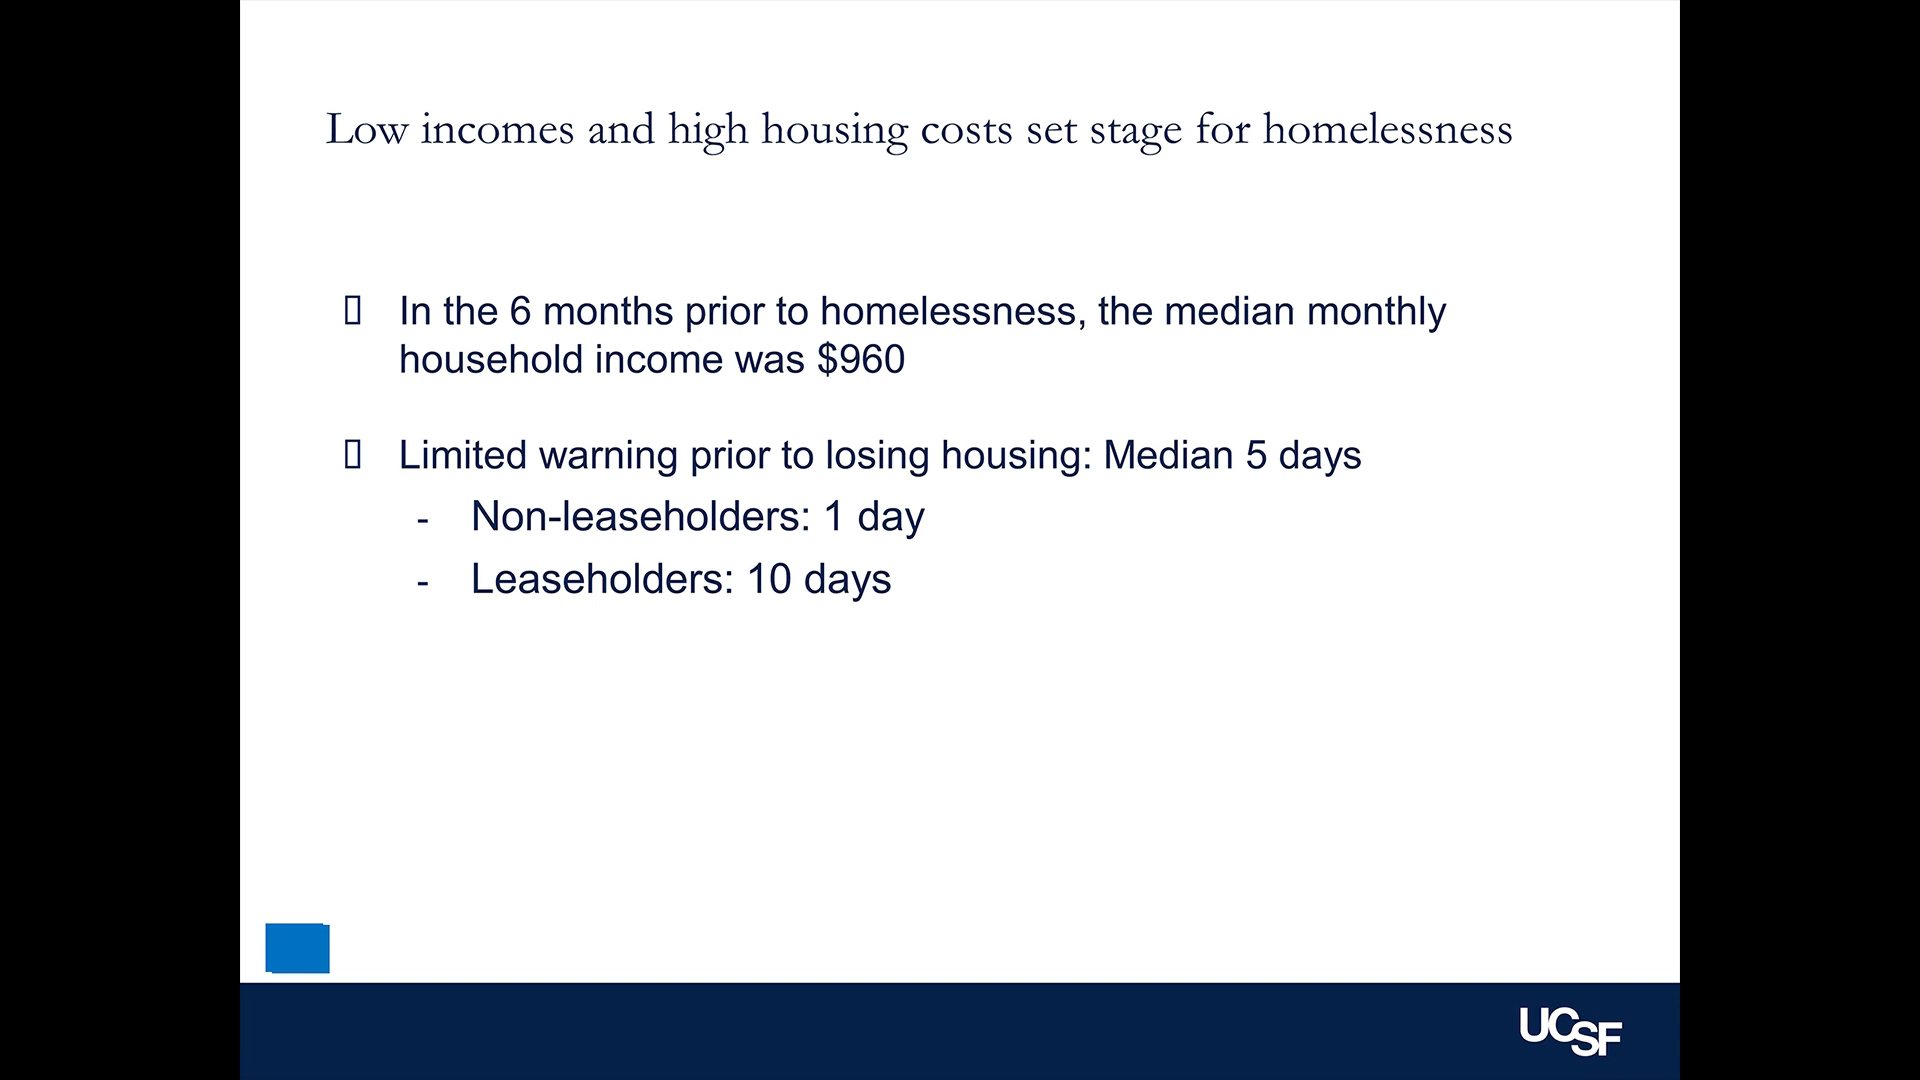 Low incomes and high housing costs set stage for homelessness
In the 6 months prior to homelessness, the median monthly
household income was $960
Limited warning prior to losing housing: Median 5 days
- Non-leaseholders: 1 day
- Leaseholders: 10 days
UCSF